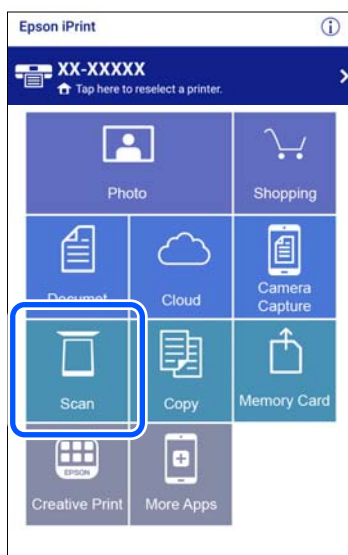 Epson iPrint
XX-XXXXX
Tap here to reselect a printer.
Photo
Shopping
Documet
Cloud
Camera
Capture
Scan
Copy
Memory Card
EPSON
Creative Print
More Apps